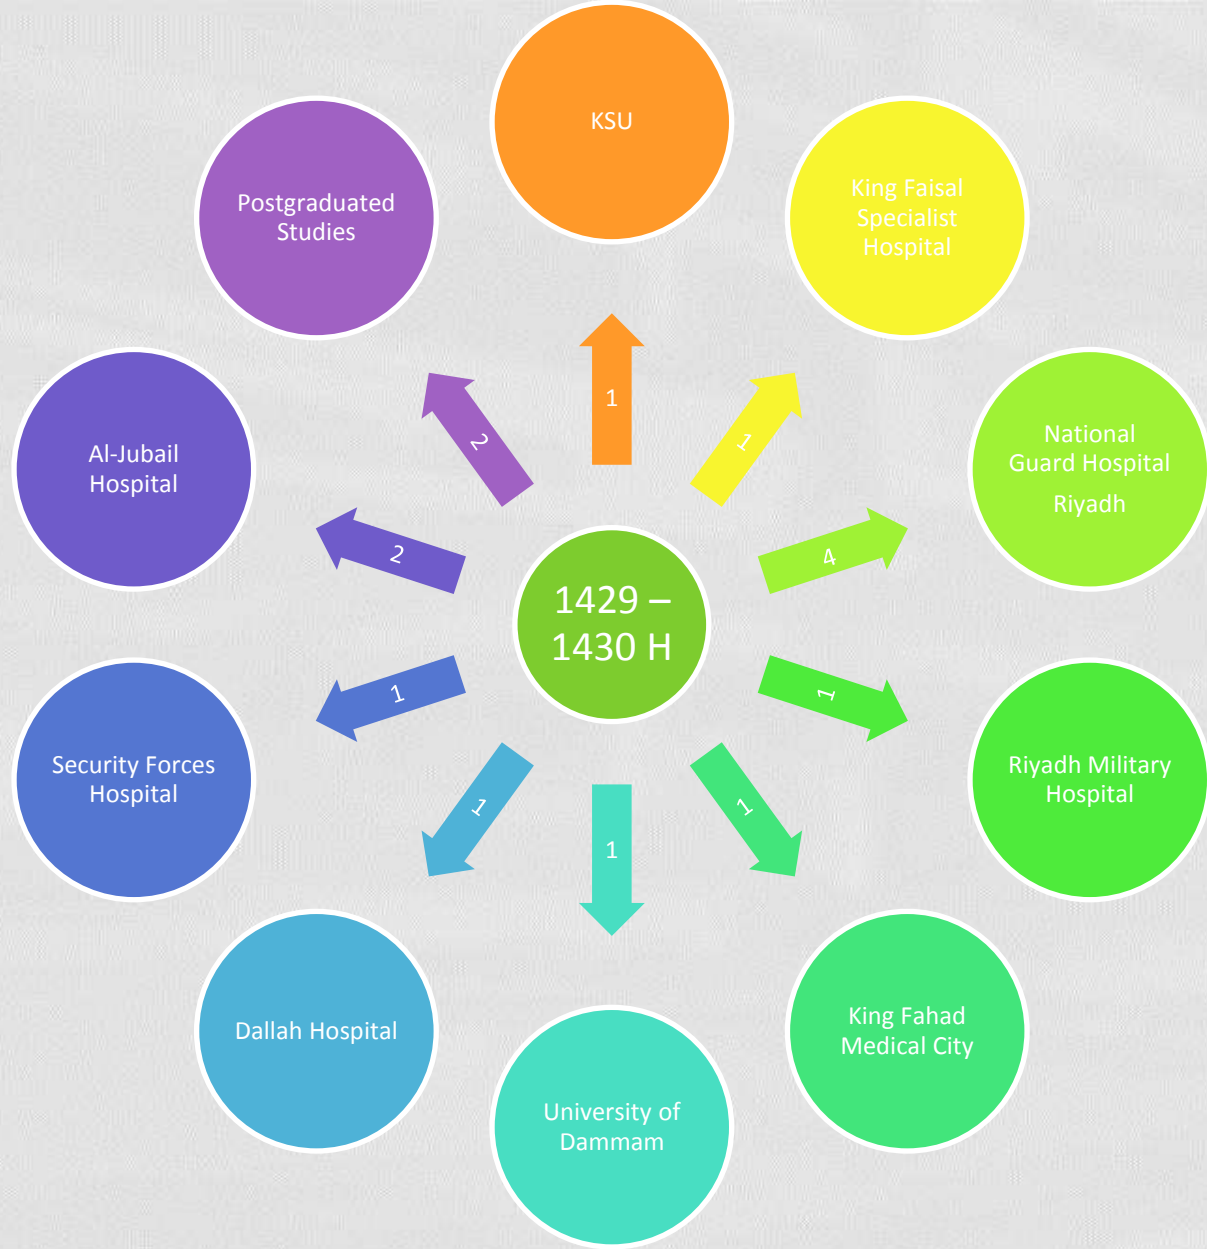 KSU
King Faisal
Specialist
Hospital
National
Guard Hospital
Riyadh
Riyadh Military
Hospital
King Fahad
Medical City
University of
Dammam
Dallah Hospital
Security Forces
Hospital
Al-Jubail
Hospital
Postgraduated
Studies
1
1
4
1
1
1
1
1
2
2
1429 –
1430 H